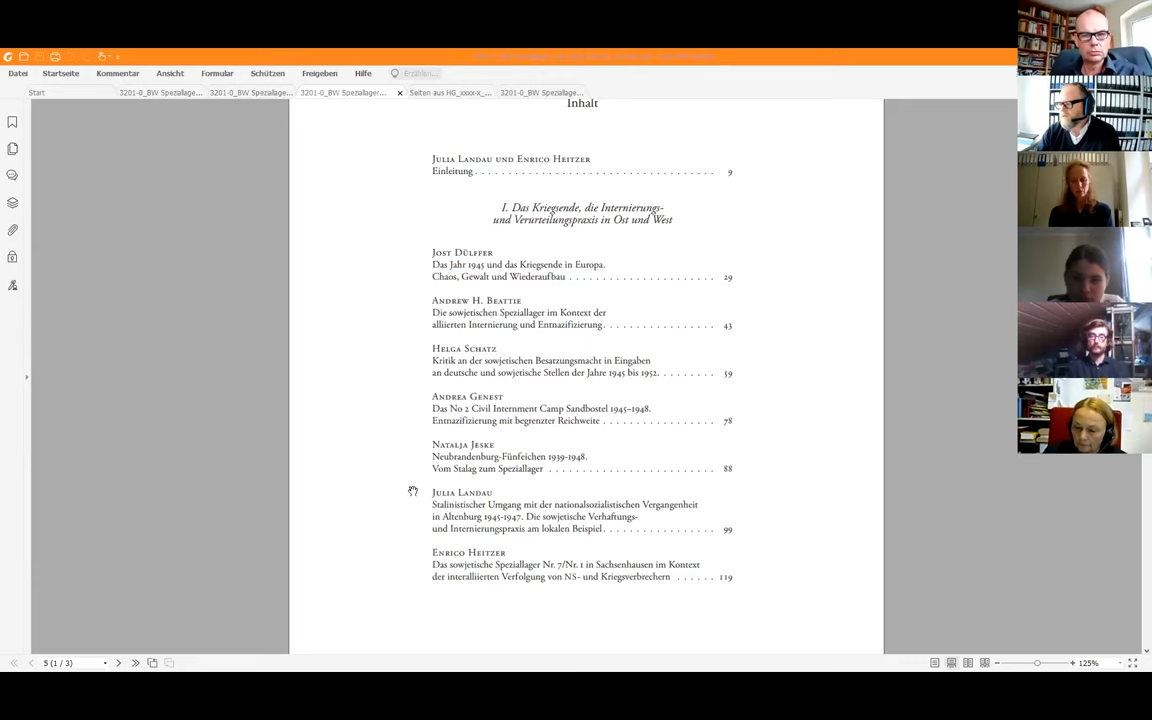 Datei Startseite Kommentar Ansicht Formular Schützen Freigeben Hilfe Erzählen...
Start 3201-0_BW Speziallage... 3201-0_BW Speziallage... 3201-0_BW Speziallager... Seiten aus HG_xxxx-x_... 3201-0_BW Speziallage...
Inhalt
Julia Landau und Enrico Heitzer
Einleitung . . . . . . . . . . . . . . . . . . . . . . . . . . . . . 9
I. Das Kriegsende, die Internierungs-
und Verurteilungspraxis in Ost und West
Jost Dülffer
Das Jahr 1945 und das Kriegsende in Europa.
Chaos, Gewalt und Wiederaufbau . . . . . . . . . . . . . . . . . . 29
Andrew H. Beattie
Die sowjetischen Speziallager im Kontext der
alliierten Internierung und Entnazifizierung. . . . . . . . . . . . . . 43
Helga Schatz
Kritik an der sowjetischen Besatzungsmacht in Eingaben
an deutsche und sowjetische Stellen der Jahre 1945 bis 1952. . . . . . . 59
Andrea Genest
Das No 2 Civil Internment Camp Sandbostel 1945–1948.
Entnazifizierung mit begrenzter Reichweite . . . . . . . . . . . . . . 78
Natalja Jeske
Neubrandenburg-Fünfeichen 1939-1948.
Vom Stalag zum Speziallager . . . . . . . . . . . . . . . . . . . . 88
Julia Landau
Stalinistischer Umgang mit der nationalsozialistischen Vergangenheit
in Altenburg 1945-1947. Die sowjetische Verhaftungs-
und Internierungspraxis am lokalen Beispiel. . . . . . . . . . . . . . 99
Enrico Heitzer
Das sowjetische Speziallager Nr. 7/Nr. 1 in Sachsenhausen im Kontext
der interalliierten Verfolgung von NS- und Kriegsverbrechern . . . . . . 119
5 (1 / 3) 125%